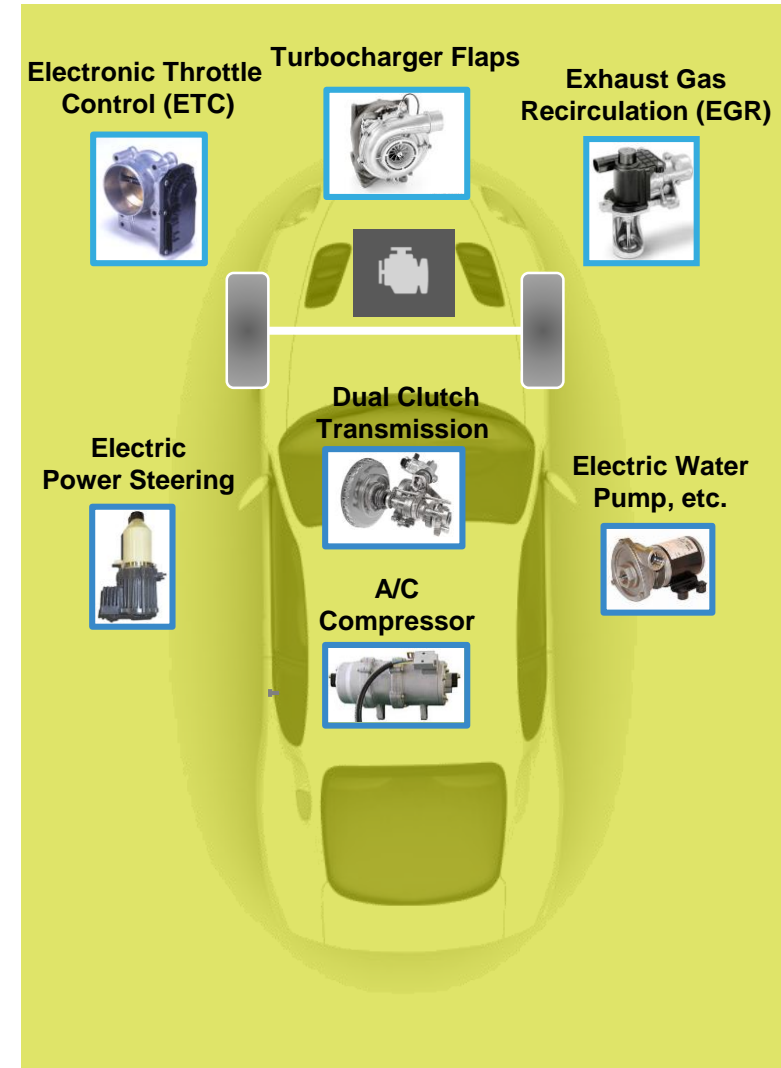 Electronic Throttle
Control (ETC)
Turbocharger Flaps
Exhaust Gas
Recirculation (EGR)
Dual Clutch
Transmission
Electric
Power Steering
Electric Water
Pump, etc.
A/C
Compressor